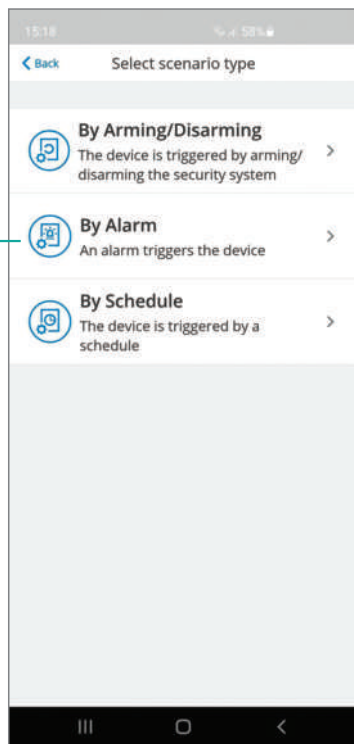 15:18 58%
Back Select scenario type
By Arming/Disarming
The device is triggered by arming/
disarming the security system
By Alarm
An alarm triggers the device
By Schedule
The device is triggered by a
schedule